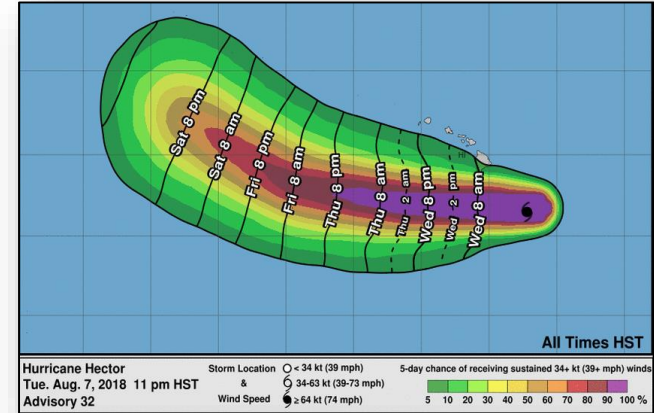 Sat 8 pm
Sat 8 am
Fri 8 pm
Fri 8 am
Thu 8 pm
Thu 8 am
Thu 2 am
Wed 8 pm
Wed 2 pm
Wed 8 am
HI
All Times HST
Hurricane Hector
Tue. Aug. 7, 2018 11 pm HST
Advisory 32
Storm Location
&
Wind Speed
< 34 kt (39 mph)
34-63 kt (39-73 mph)
≥ 64 kt (74 mph)
5-day chance of receiving sustained 34+ kt (39+ mph) winds
5 10 20 30 40 50 60 70 80 90 100 %